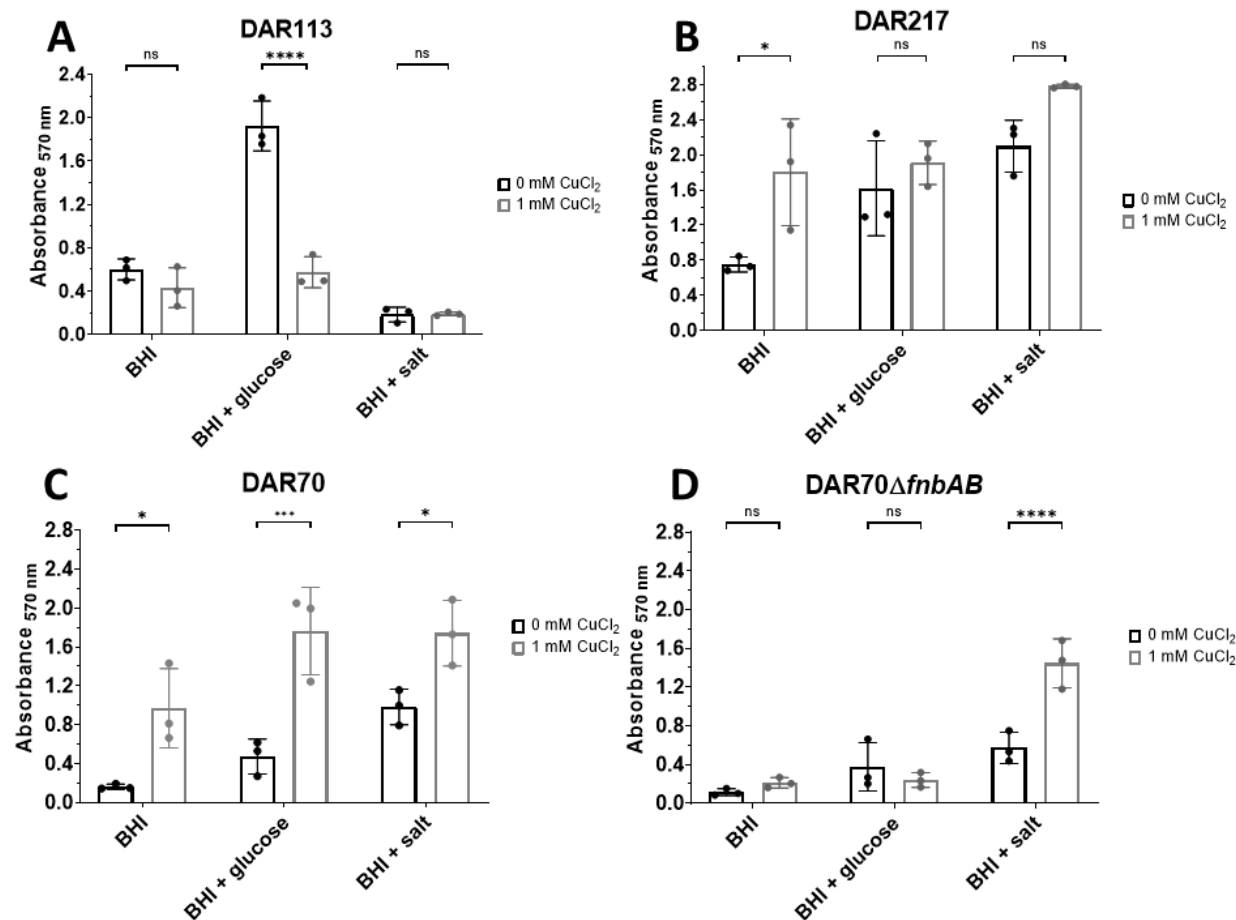 A
DAR113
ns
****
ns
2.4
2.0
1.6
1.2
0.8
0.4
0.0
Absorbance 570 nm
BHI
BHI + glucose
BHI + salt
0 mM CuCl₂
1 mM CuCl₂
B
DAR217
*
ns
ns
2.8
2.4
2.0
1.6
1.2
0.8
0.4
0.0
Absorbance 570 nm
BHI
BHI + glucose
BHI + salt
0 mM CuCl₂
1 mM CuCl₂
C
DAR70
*
***
*
2.8
2.4
2.0
1.6
1.2
0.8
0.4
0.0
Absorbance 570 nm
BHI
BHI + glucose
BHI + salt
0 mM CuCl₂
1 mM CuCl₂
D
DAR70ΔfnbAB
ns
ns
****
2.8
2.4
2.0
1.6
1.2
0.8
0.4
0.0
Absorbance 570 nm
BHI
BHI + glucose
BHI + salt
0 mM CuCl₂
1 mM CuCl₂